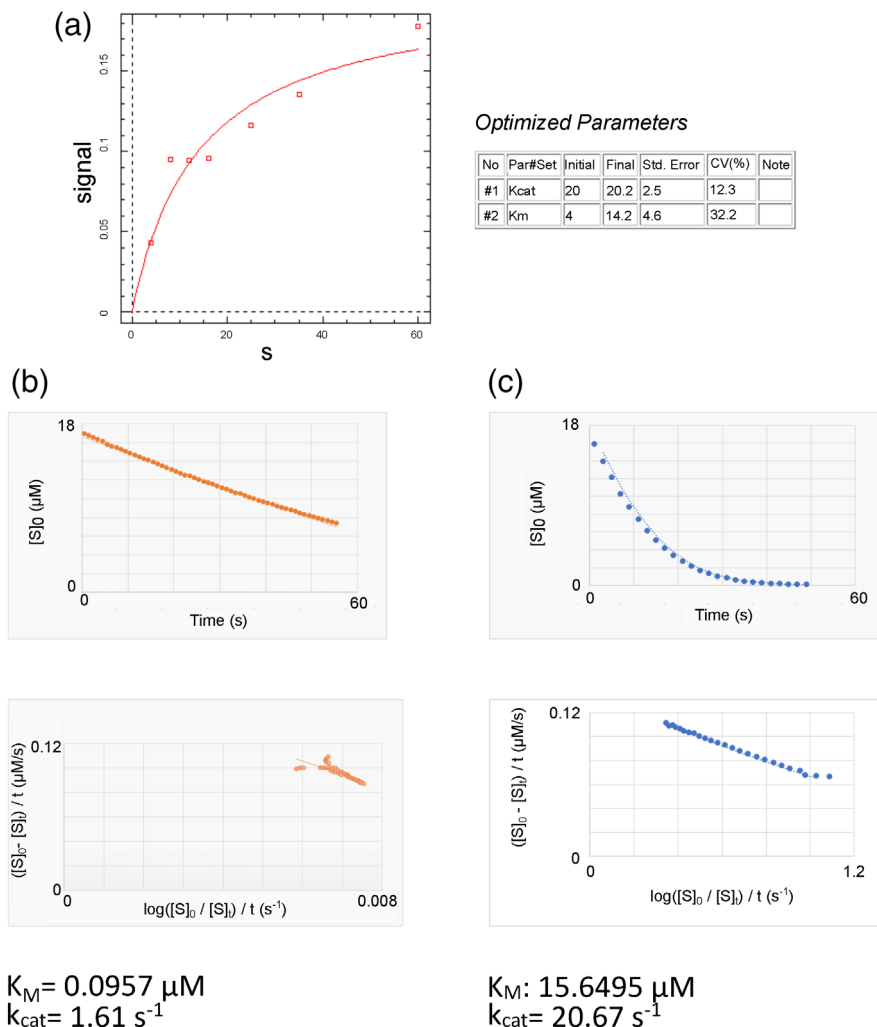 (a)
signal
0.15
0.1
0.05
0
0 20 40 60
s
Optimized Parameters
No Par#Set Initial Final Std. Error CV(%) Note
#1 Kcat 20 20.2 2.5 12.3
#2 Km 4 14.2 4.6 32.2
(b)
18
[S]0 (µM)
0
0 60
Time (s)
(c)
18
[S]0 (µM)
0
0 60
Time (s)
0.12
([S]₀- [S]ₜ) / t (µM/s)
0
0 0.008
log([S]₀ / [S]ₜ) / t (s⁻¹)
0.12
([S]₀ - [S]ₜ) / t (µM/s)
0
0 1.2
log([S]₀ / [S]ₜ) / t (s⁻¹)
K_M= 0.0957 µM
k_cat= 1.61 s⁻¹
K_M: 15.6495 µM
k_cat= 20.67 s⁻¹